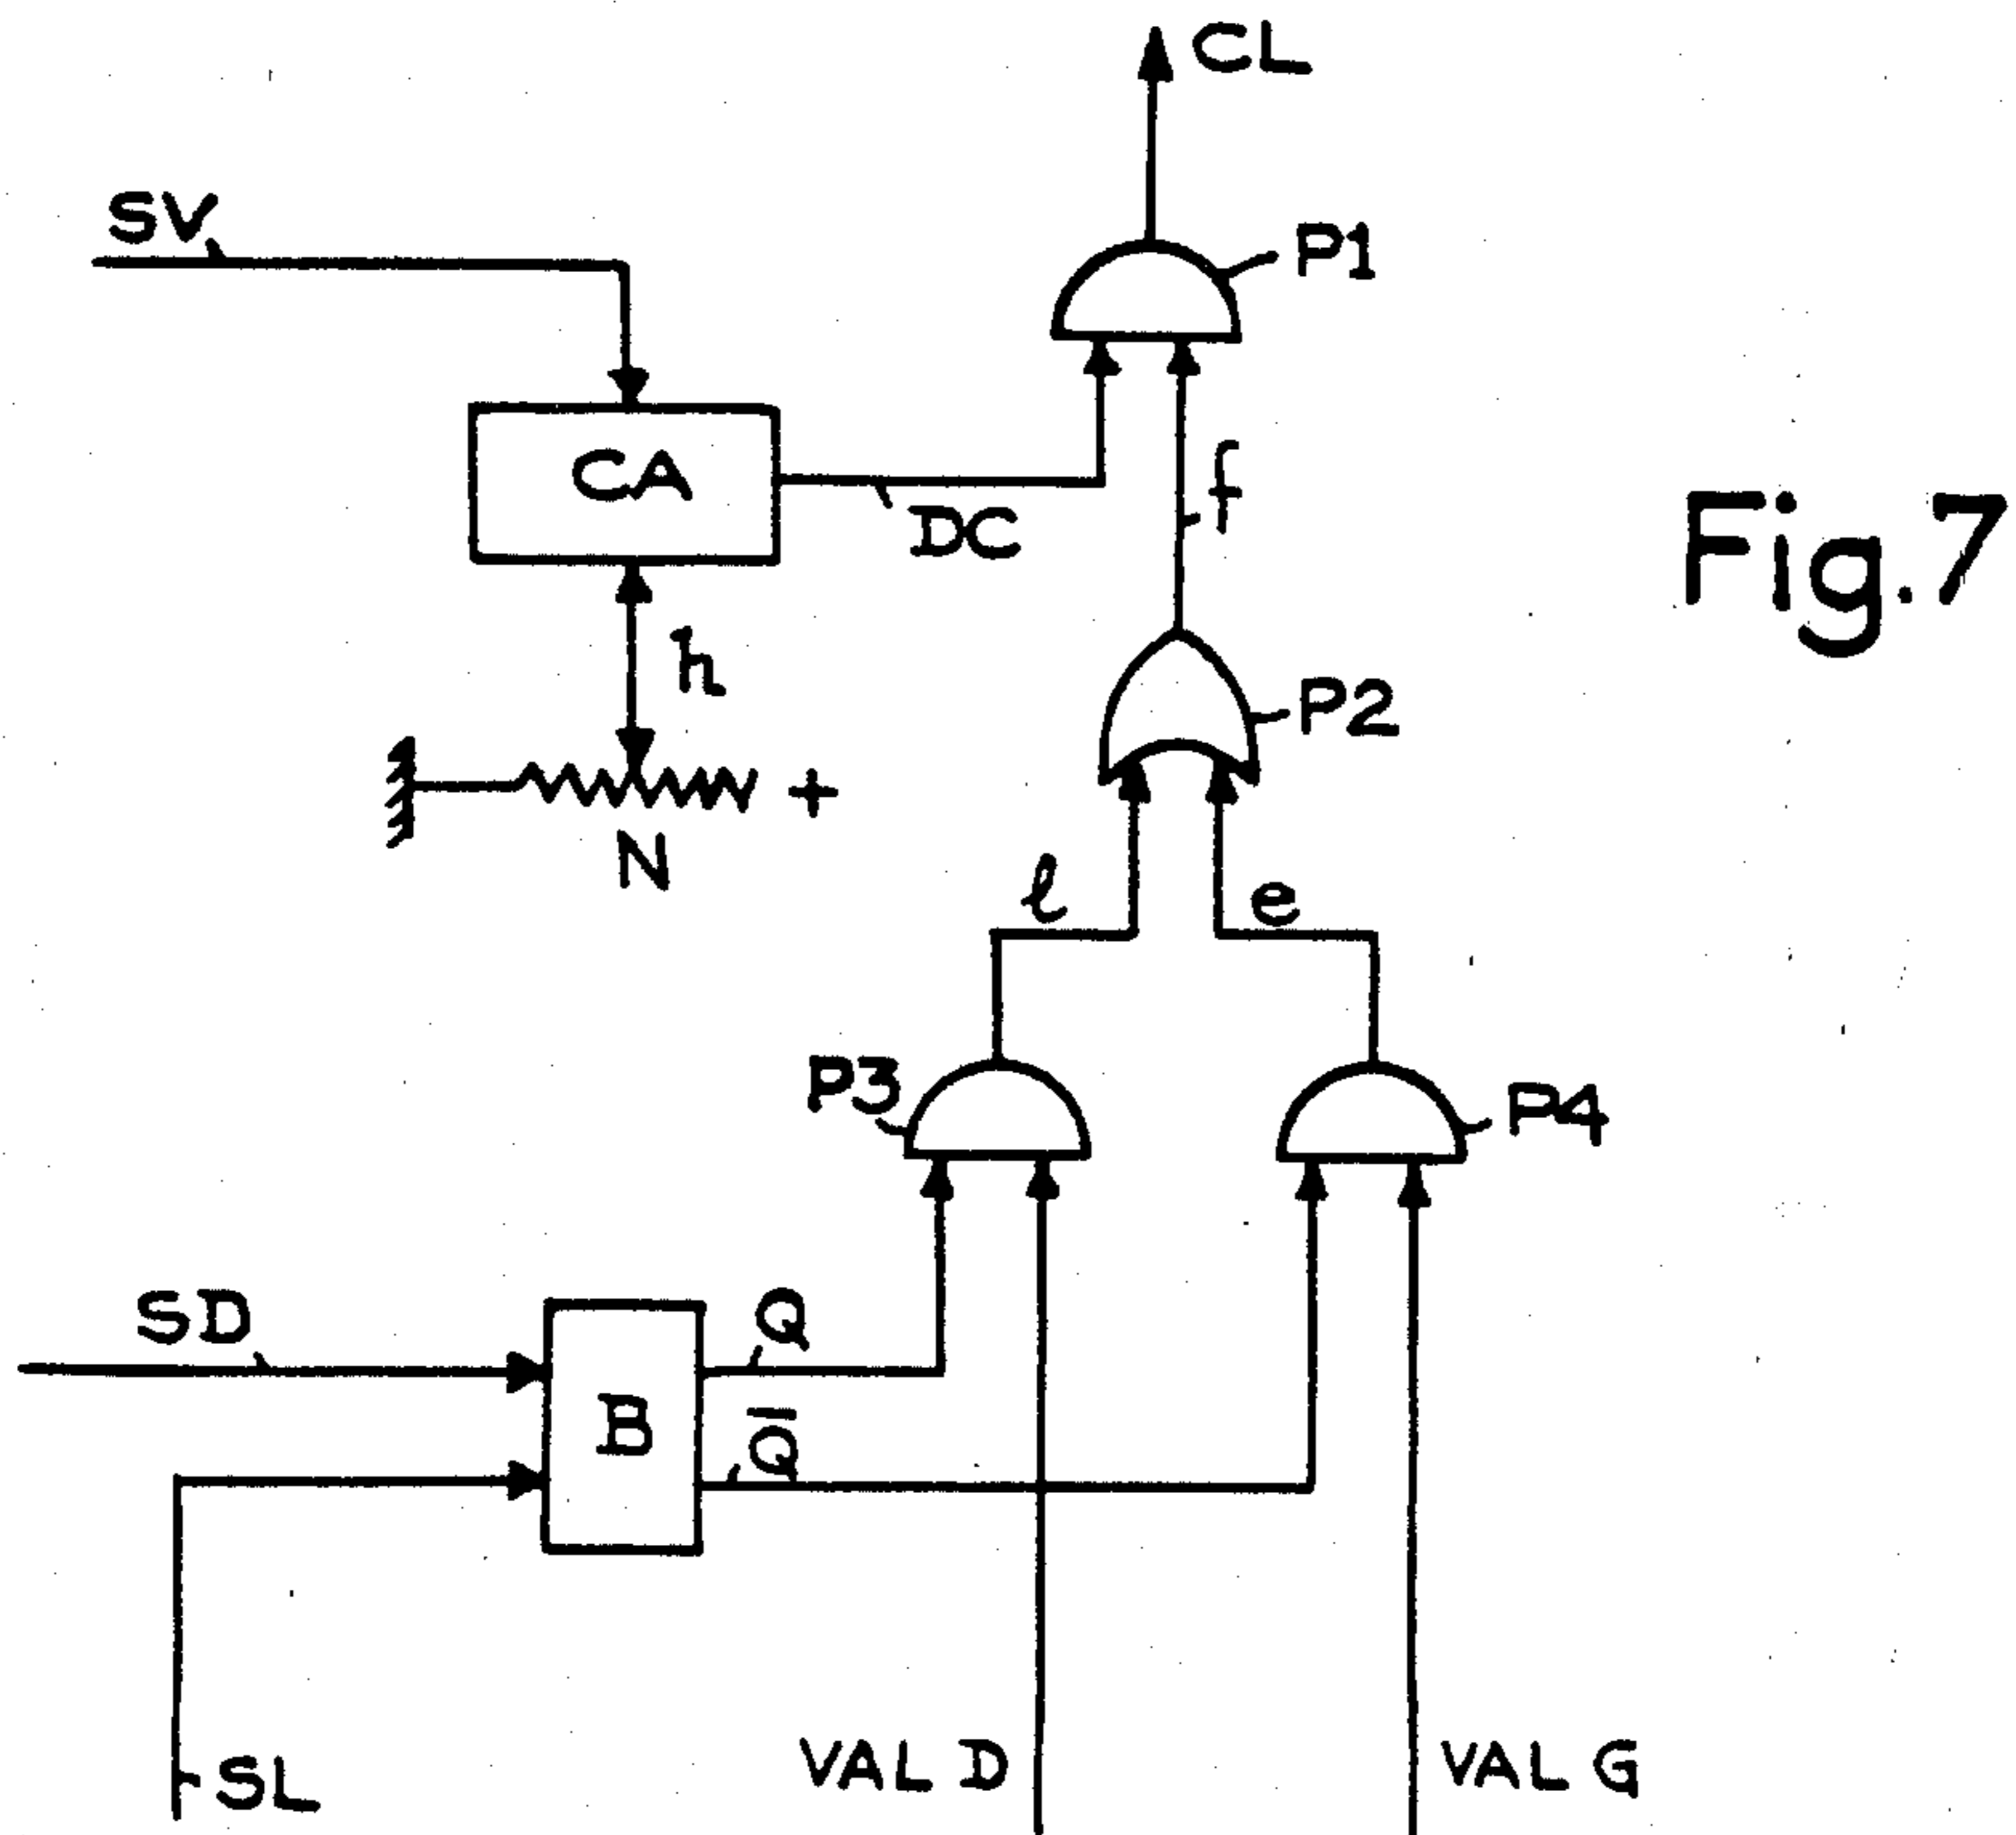 CL
SV
P1
CA
DC
f
Fig.7
h
P2
+
N
l
e
P3
P4
SD
Q
B
Q̅
SL
VAL D
VAL G